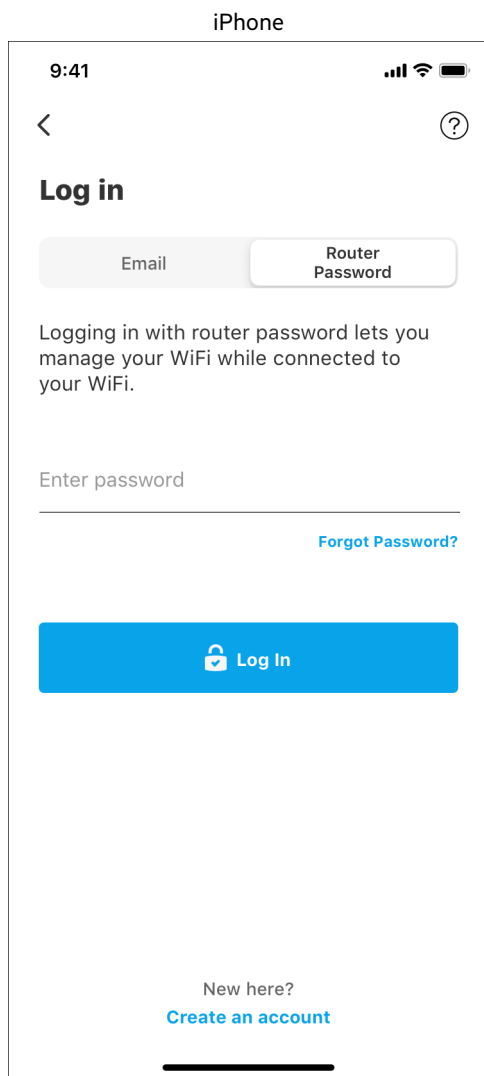 iPhone
9:41
?
Log in
Email
Router
Password
Logging in with router password lets you
manage your WiFi while connected to
your WiFi.
Enter password
Forgot Password?
Log In
New here?
Create an account